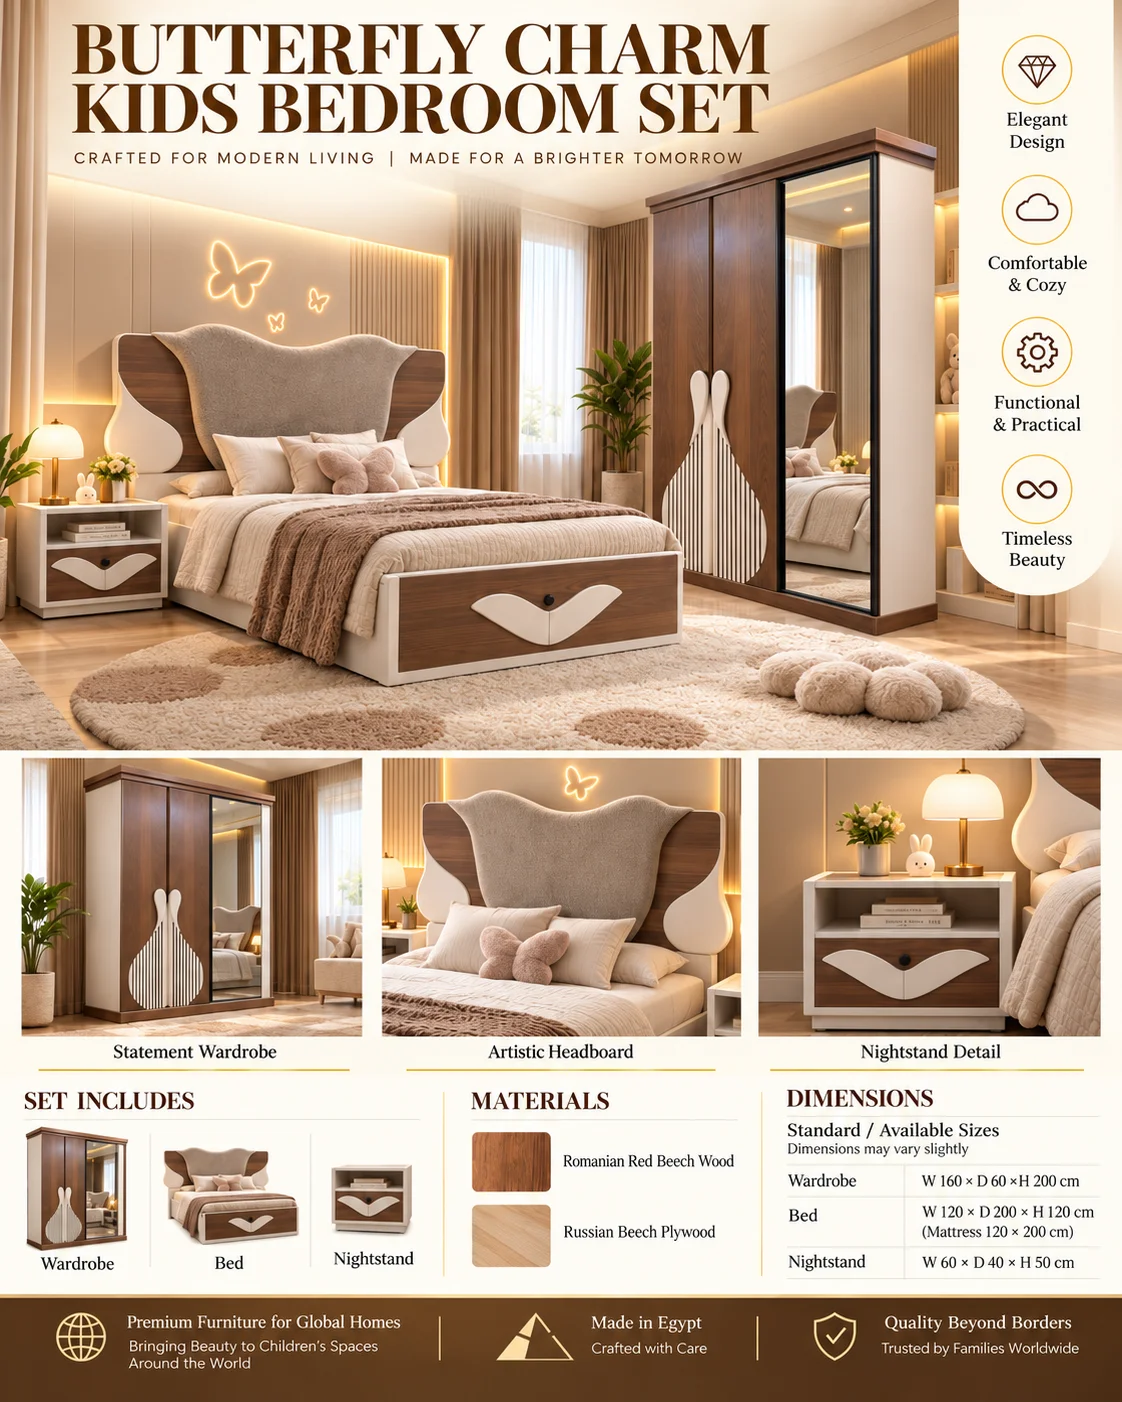 BUTTERFLY CHARM
KIDS BEDROOM SET
CRAFTED FOR MODERN LIVING | MADE FOR A BRIGHTER TOMORROW
Elegant
Design
Comfortable
& Cozy
Functional
& Practical
Timeless
Beauty
Statement Wardrobe
Artistic Headboard
Nightstand Detail
SET INCLUDES
Wardrobe
Bed
Nightstand
MATERIALS
Romanian Red Beech Wood
Russian Beech Plywood
DIMENSIONS
Standard / Available Sizes
Dimensions may vary slightly
Wardrobe W 160 × D 60 ×H 200 cm
Bed W 120 × D 200 × H 120 cm
(Mattress 120 × 200 cm)
Nightstand W 60 × D 40 × H 50 cm
Premium Furniture for Global Homes
Bringing Beauty to Children's Spaces
Around the World
Made in Egypt
Crafted with Care
Quality Beyond Borders
Trusted by Families Worldwide